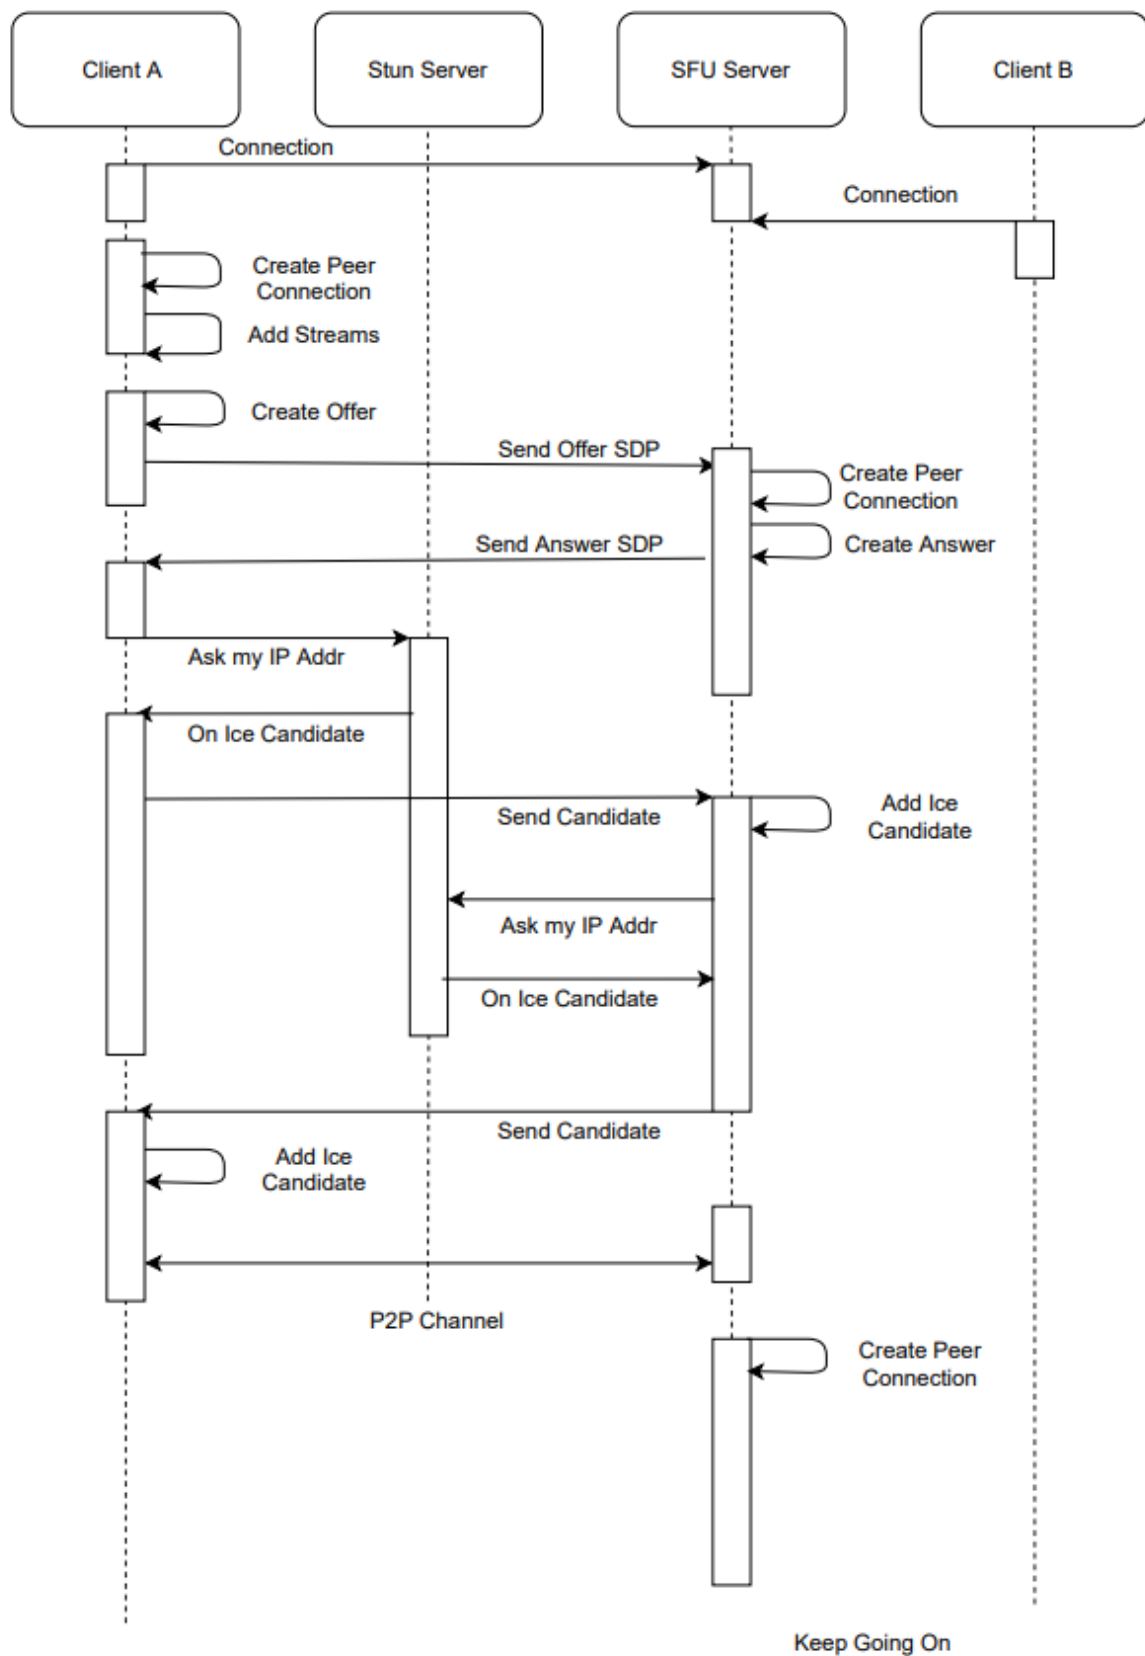 Client A
Stun Server
SFU Server
Client B
Connection
Connection
Create Peer
Connection
Add Streams
Create Offer
Send Offer SDP
Create Peer
Connection
Send Answer SDP
Create Answer
Ask my IP Addr
On Ice Candidate
Send Candidate
Add Ice
Candidate
Ask my IP Addr
On Ice Candidate
Send Candidate
Add Ice
Candidate
P2P Channel
Create Peer
Connection
Keep Going On